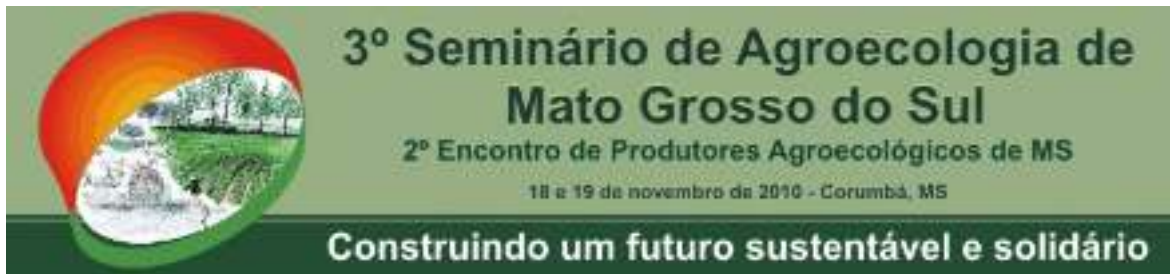 3º Seminário de Agroecologia de
Mato Grosso do Sul
2º Encontro de Produtores Agroecológicos de MS
18 e 19 de novembro de 2010 - Corumbá, MS
Construindo um futuro sustentável e solidário